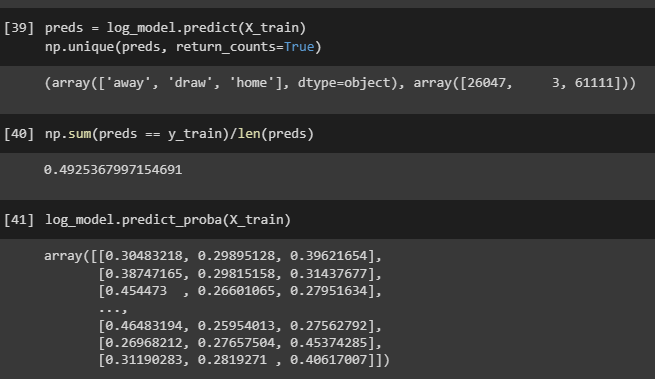 [39] preds = log_model.predict(X_train)
np.unique(preds, return_counts=True)
(array(['away', 'draw', 'home'], dtype=object), array([26047,     3, 61111]))
[40] np.sum(preds == y_train)/len(preds)
0.4925367997154691
[41] log_model.predict_proba(X_train)
array([[0.30483218, 0.29895128, 0.39621654],
[0.38747165, 0.29815158, 0.31437677],
[0.454473  , 0.26601065, 0.27951634],
...,
[0.46483194, 0.25954013, 0.27562792],
[0.26968212, 0.27657504, 0.45374285],
[0.31190283, 0.2819271 , 0.40617007]])